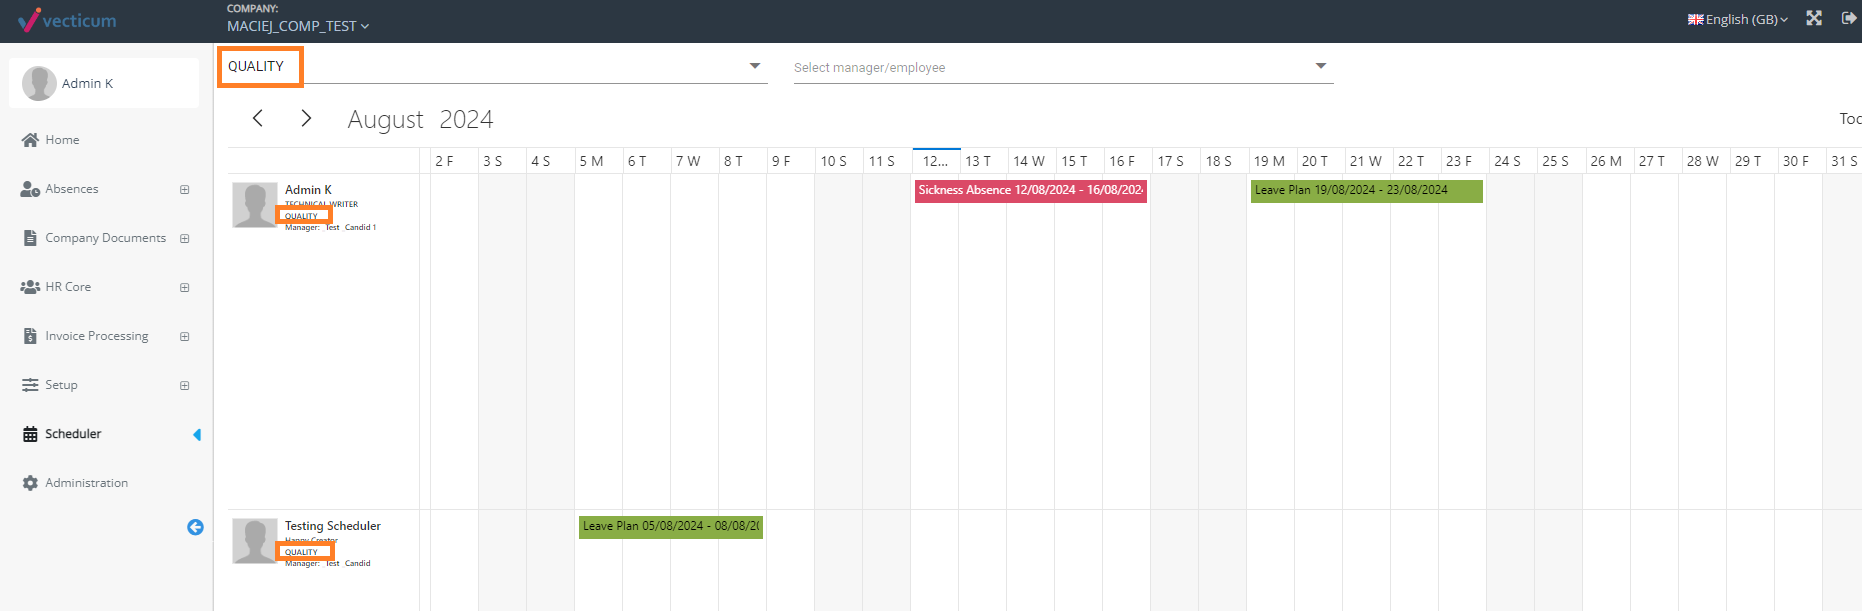 vecticum
COMPANY:
MACIEJ_COMP_TEST
English (GB)
Admin K
QUALITY
Select manager/employee
Home
Absences
Company Documents
HR Core
Invoice Processing
Setup
Scheduler
Administration
August 2024
Toc
2 F 3 S 4 S 5 M 6 T 7 W 8 T 9 F 10 S 11 S 12... 13 T 14 W 15 T 16 F 17 S 18 S 19 M 20 T 21 W 22 T 23 F 24 S 25 S 26 M 27 T 28 W 29 T 30 F 31 S
Admin K
TECHNICAL WRITER
QUALITY
Manager: Test Candid 1
Sickness Absence 12/08/2024 - 16/08/202
Leave Plan 19/08/2024 - 23/08/2024
Testing Scheduler
Happy Creator
QUALITY
Manager: Test Candid
Leave Plan 05/08/2024 - 08/08/20